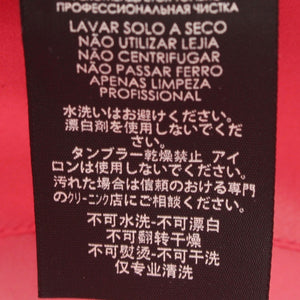 ПРОФЕССИОНАЛЬНАЯ ЧИСТКА
LAVAR SOLO A SECO
NÃO UTILIZAR LEJIA
NÃO CENTRIFUGAR
NÃO PASSAR FERRO
APENAS LIMPEZA
PROFISSIONAL
水洗いはお避けください。
漂白剤を使用しないでくだ
さい。
タンブラー乾燥禁止、アイ
ロンは使用しないでください。
汚れた場合は信頼のおける専門
のクリーニング店にご相談ください。
不可水洗-不可漂白
不可翻转干燥
不可熨烫-不可干洗
仅专业清洗